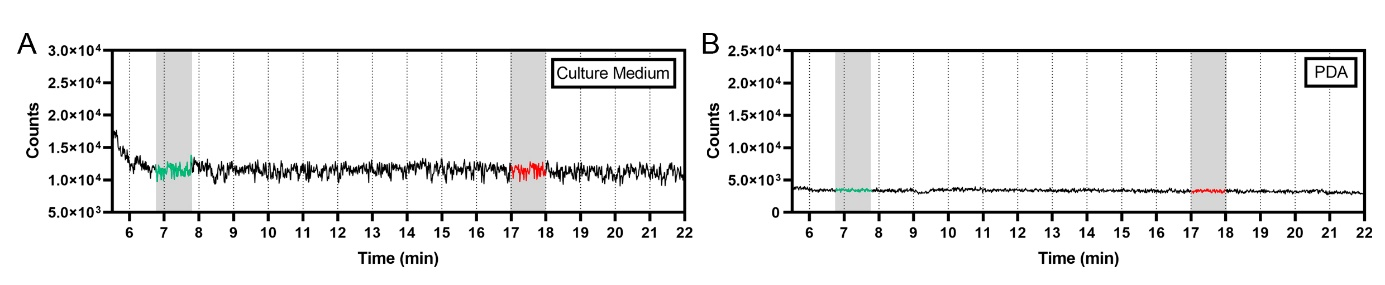 A
Culture Medium
3.0×10⁴
2.5×10⁴
2.0×10⁴
1.5×10⁴
1.0×10⁴
5.0×10³
Counts
6 7 8 9 10 11 12 13 14 15 16 17 18 19 20 21 22
Time (min)
B
PDA
2.5×10⁴
2.0×10⁴
1.5×10⁴
1.0×10⁴
5.0×10³
0
Counts
6 7 8 9 10 11 12 13 14 15 16 17 18 19 20 21 22
Time (min)